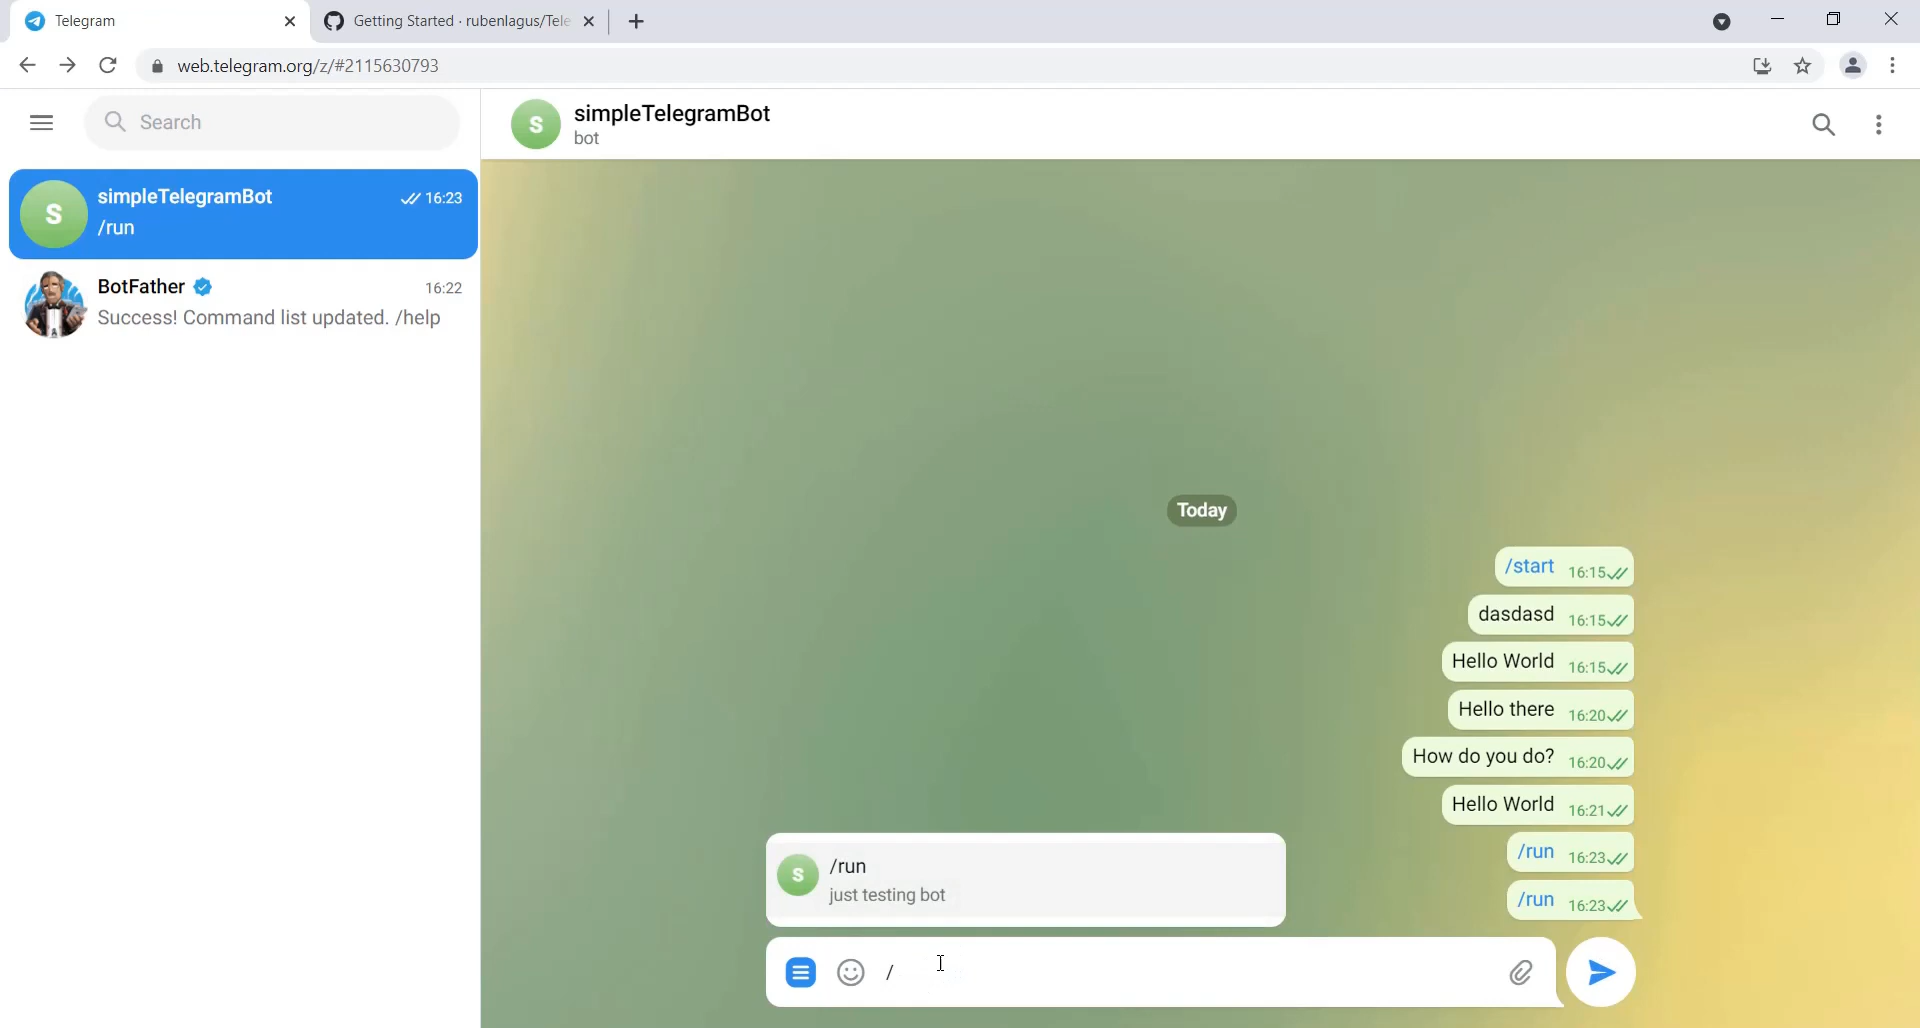 Telegram
Getting Started · rubenlagus/Tele
web.telegram.org/z/#2115630793
Search
S
simpleTelegramBot
16:23
/run
BotFather
16:22
Success! Command list updated. /help
S
simpleTelegramBot
bot
Today
/start 16:15
dasdasd 16:15
Hello World 16:15
Hello there 16:20
How do you do? 16:20
Hello World 16:21
/run 16:23
/run 16:23
S
/run
just testing bot
/